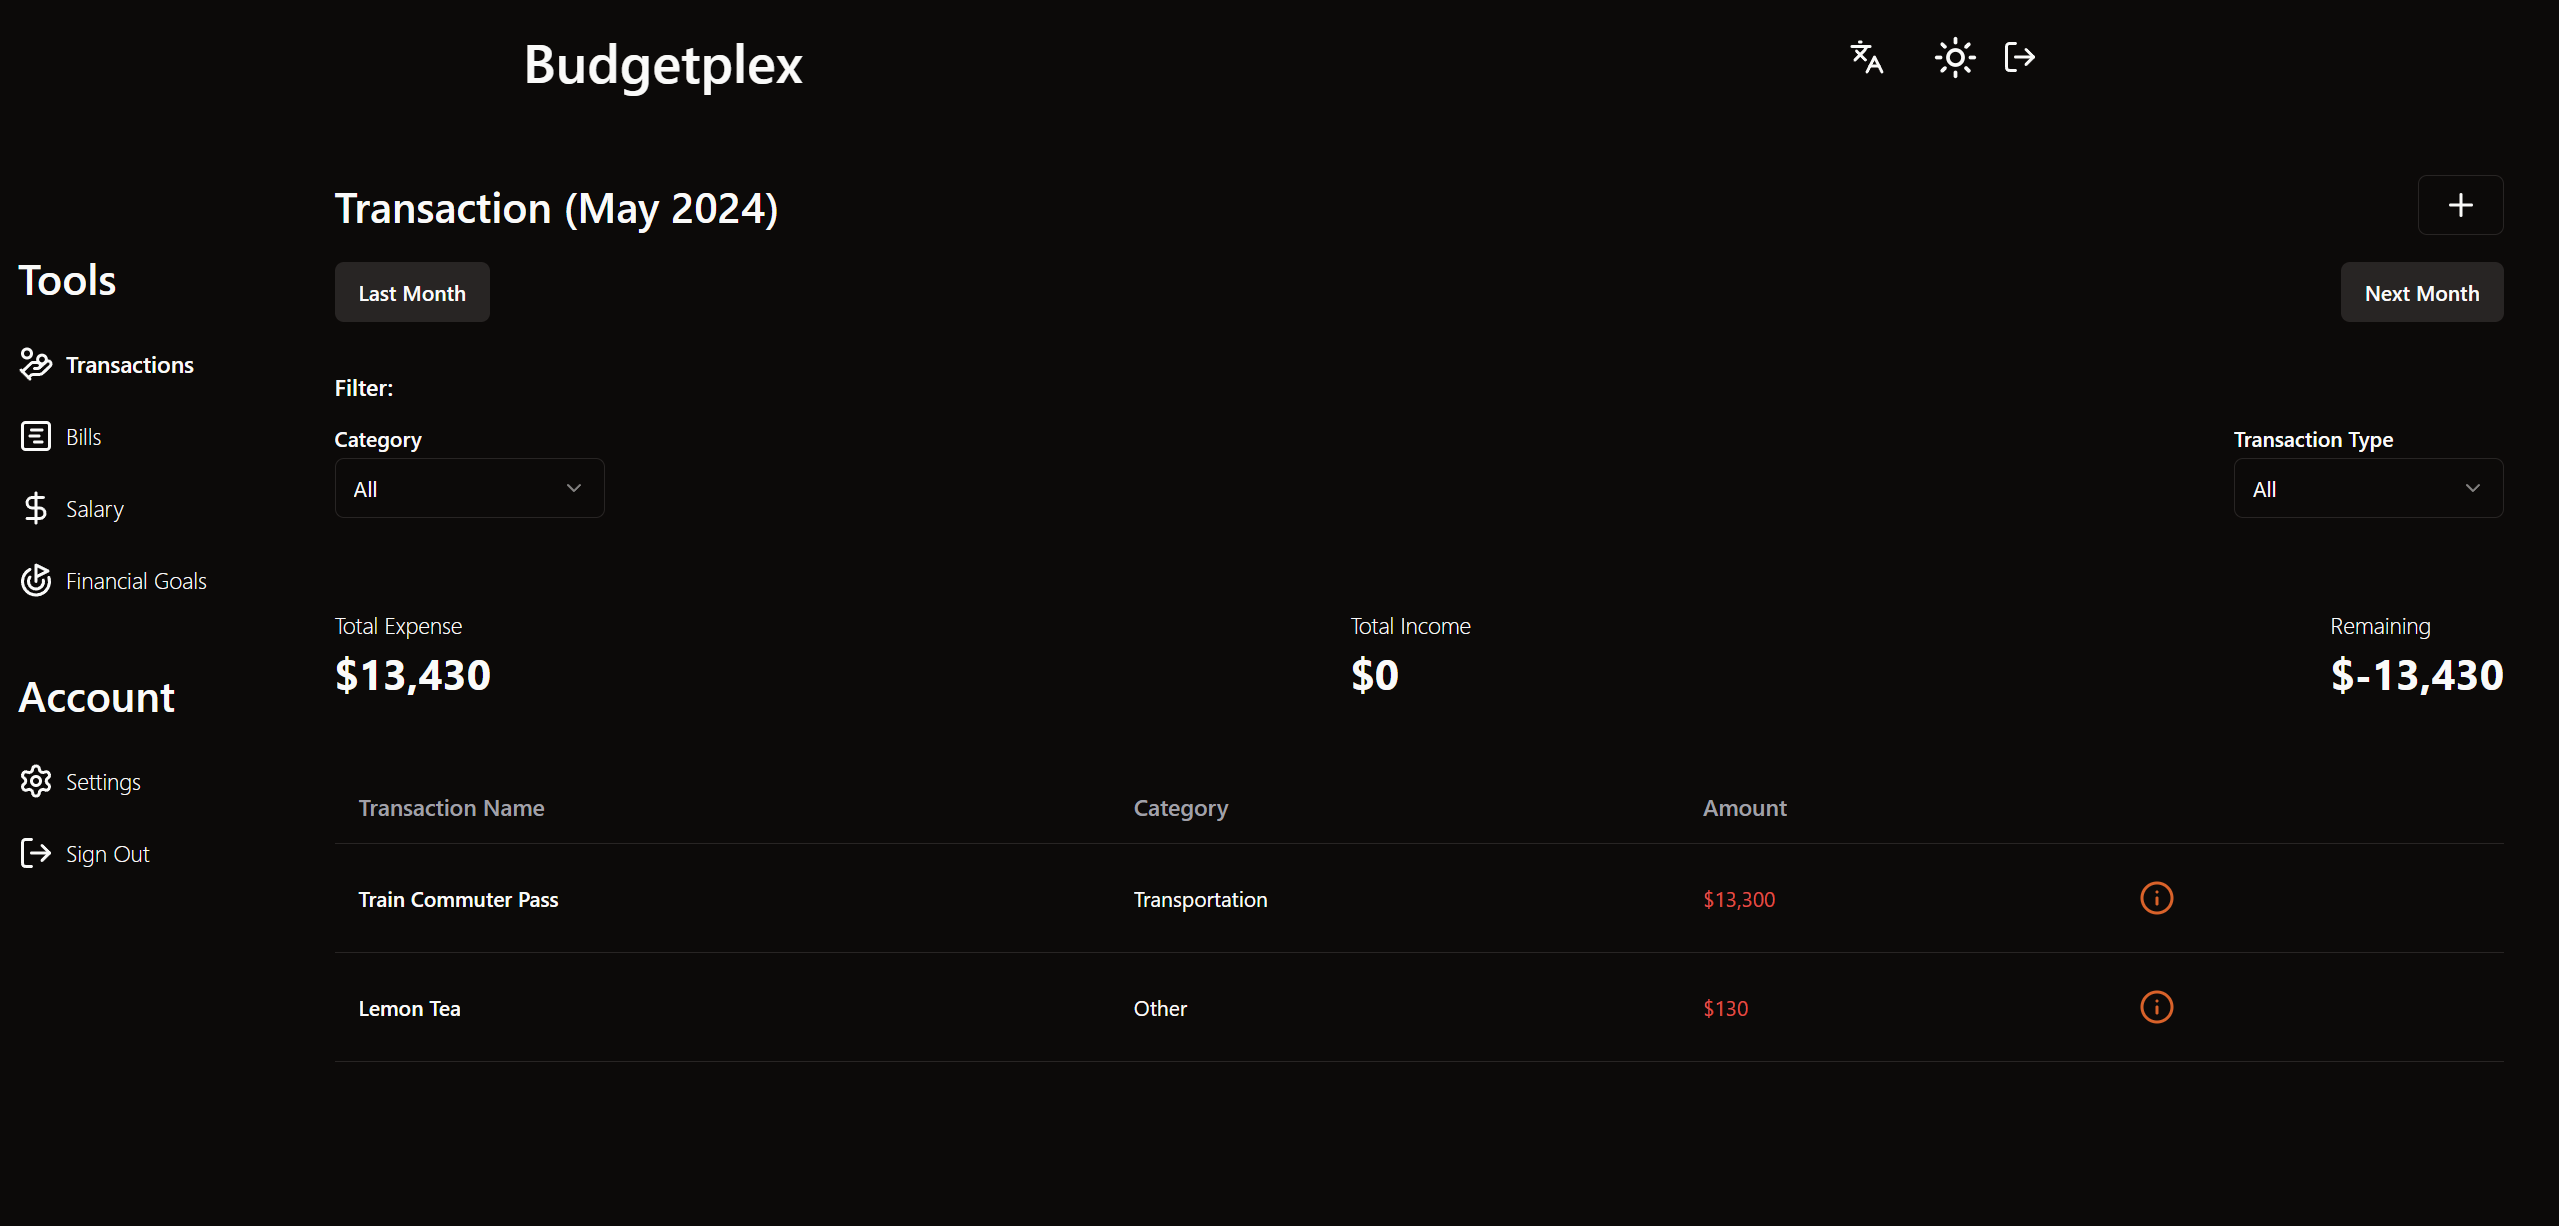 Budgetplex
Transaction (May 2024)
Tools
Last Month
Next Month
Transactions
Filter:
Bills
Category
Transaction Type
All
All
Salary
Financial Goals
Total Expense
Total Income
Remaining
$13,430
$0
$-13,430
Account
Settings
Transaction Name
Category
Amount
Sign Out
Train Commuter Pass
Transportation
$13,300
Lemon Tea
Other
$130